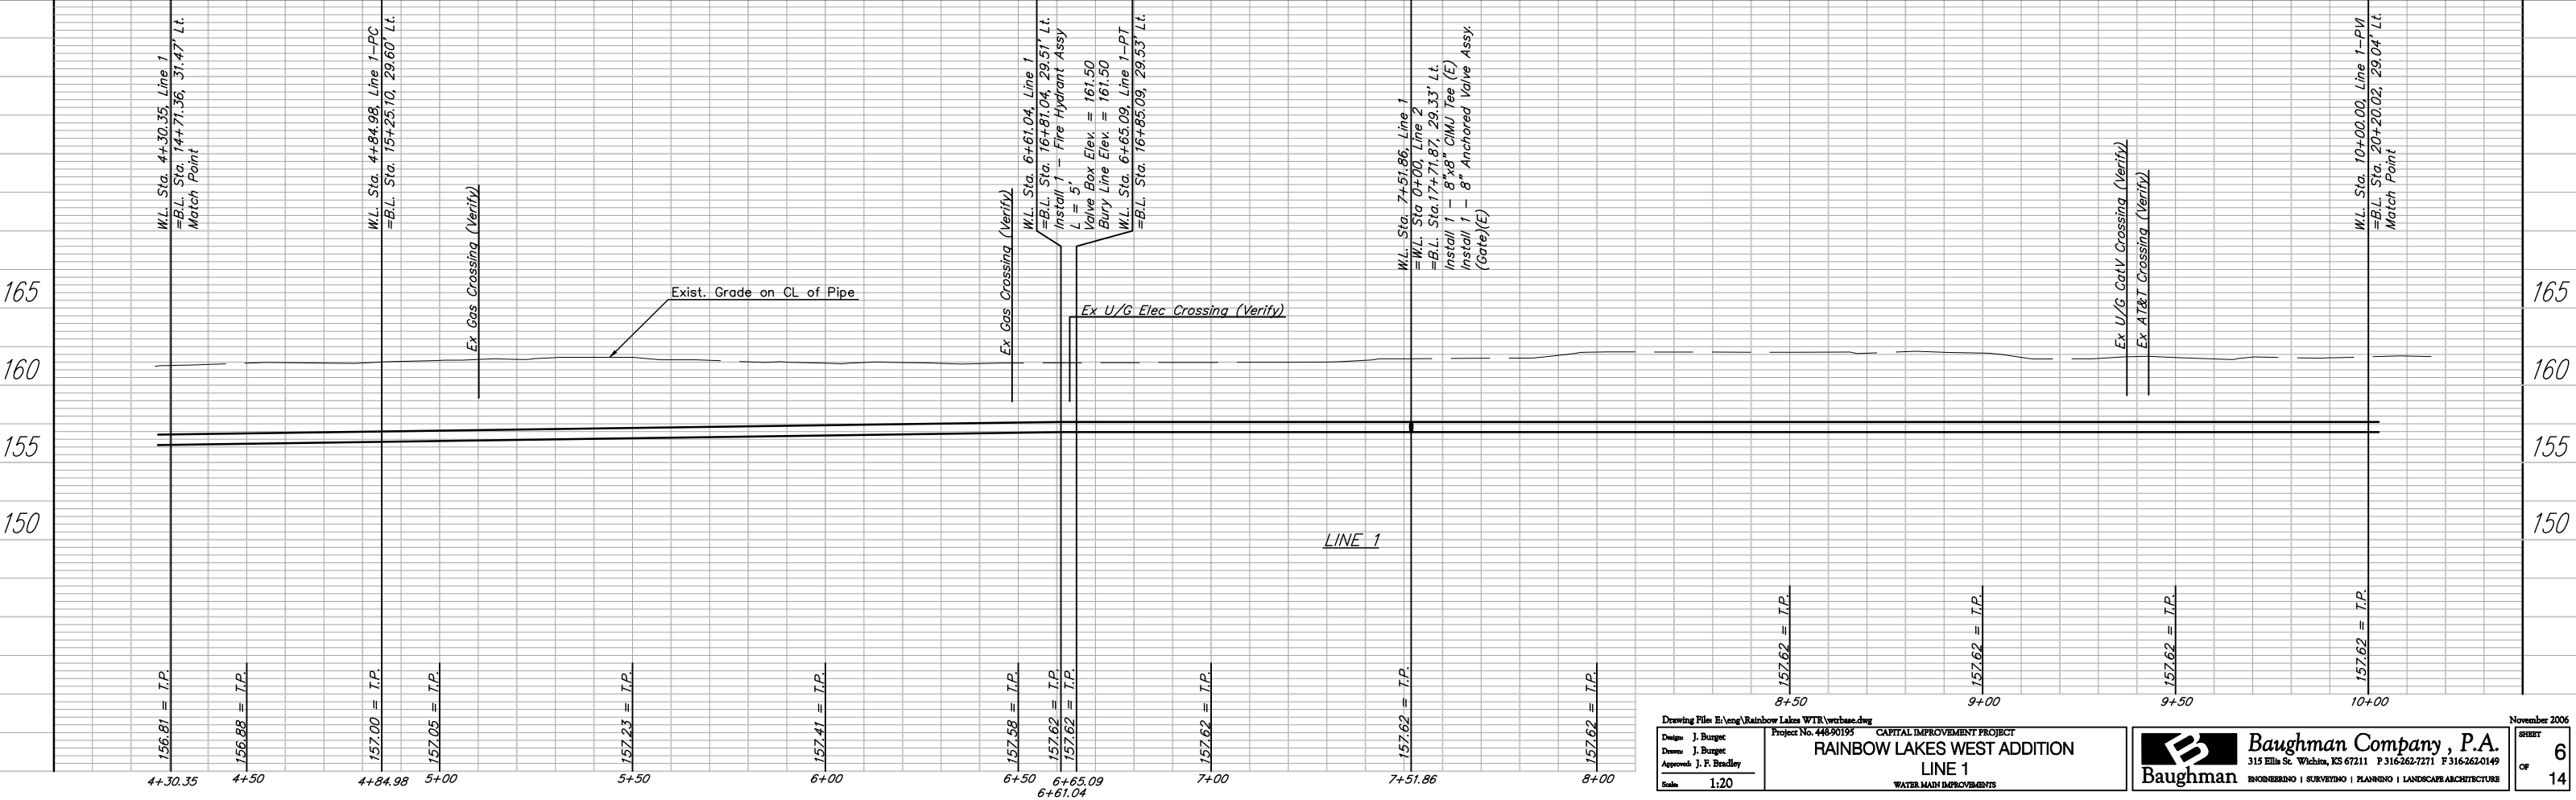 W.L. Sta. 4+30.35, Line 1
=B.L. Sta. 14+71.36, 31.47' Lt.
Match Point
W.L. Sta. 4+84.98, Line 1-PC
=B.L. Sta. 15+25.10, 29.60' Lt.
Ex Gas Crossing (Verify)
Exist. Grade on CL of Pipe
Ex Gas Crossing (Verify)
W.L. Sta. 6+61.04, Line 1
=B.L. Sta. 16+81.04, 29.51' Lt.
Install 1 - Fire Hydrant Assy
L = 5'
Valve Box Elev. = 161.50
Bury Line Elev. = 161.50
W.L. Sta. 6+65.09, Line 1-PT
=B.L. Sta. 16+85.09, 29.53' Lt.
Ex U/G Elec Crossing (Verify)
W.L. Sta. 7+51.86, Line 1
=W.L. Sta 0+00, Line 2
=B.L. Sta.17+71.87, 29.33' Lt.
Install 1 - 8"x8" CIMJ Tee (E)
Install 1 - 8" Anchored Valve Assy.
(Gate)(E)
Ex U/G CatV Crossing (Verify)
Ex AT&T Crossing (Verify)
W.L. Sta. 10+00.00, Line 1-PVI
=B.L. Sta. 20+20.02, 29.04' Lt.
Match Point
165
165
160
160
155
155
150
150
LINE 1
156.81 = T.P.
156.88 = T.P.
157.00 = T.P.
157.05 = T.P.
157.23 = T.P.
157.41 = T.P.
157.58 = T.P.
157.62 = T.P.
157.62 = T.P.
157.62 = T.P.
157.62 = T.P.
157.62 = T.P.
157.62 = T.P.
157.62 = T.P.
157.62 = T.P.
157.62 = T.P.
4+30.35
4+50
4+84.98
5+00
5+50
6+00
6+50
6+65.09
6+61.04
7+00
7+51.86
8+00
8+50
9+00
9+50
10+00
Drawing File: E:\eng\Rainbow Lakes WTR\wtrbase.dwg
November 2006
Design: J. Burget
Drawn: J. Burget
Approved: J. F. Bradley
Scale: 1:20
Project No. 448-90195 CAPITAL IMPROVEMENT PROJECT
RAINBOW LAKES WEST ADDITION
LINE 1
WATER MAIN IMPROVEMENTS
B
Baughman
Baughman Company, P.A.
315 Ellis St. Wichita, KS 67211 P 316-262-7271 F 316-262-0149
ENGINEERING | SURVEYING | PLANNING | LANDSCAPE ARCHITECTURE
SHEET
6
OF
14